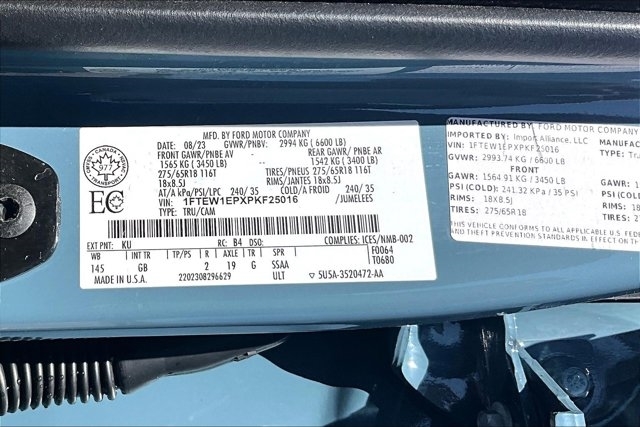 MFD. BY FORD MOTOR COMPANY
DATE: 08/23 GVWR/PNBV: 2994 KG ( 6600 LB)
FRONT GAWR/ PNBE AV REAR GAWR/ PNBE AR
1565 KG ( 3450 LB) 1542 KG ( 3400 LB)
275/65R18 116T TIRES/PNEUS 275/65R18 116T
18x8.5J RIMS/JANTES 18x8.5J
AT/A kPa/PSI/LPC 240/ 35 COLD/A FROID 240/ 35
VIN: 1FTEW1EPXPKF25016 /JUMELEES
TYPE: TRU/CAM
CANADA
977
TRANSPORT
EC
EXT PNT: KU RC: B4 DSO: COMPLIES: ICES/NMB-002
WB INT TR TP/PS R AXLE TR SPR F0064
145 GB 2 19 G SSAA T0680
MADE IN U.S.A. 2202308296629 ULT 5U5A-3520472-AA
MANUFACTURED BY: FORD MOTOR COMPANY
IMPORTED BY: Import Alliance, LLC
VIN: 1FTEW1EPXPKF25016 TYPE: Tru
GVWR: 2993.74 KG / 6600 LB
FRONT
GAWR: 1564.91 KG / 3450 LB GAWR:
PSI (COLD): 241.32 KPa / 35 PSI PSI (C
RIMS: 18X8.5J RIMS:
TIRES: 275/65R18 TIRE
THIS VEHICLE CONFORMS TO ALL APPLICABLE
STANDARDS IN EFFECT ON THE